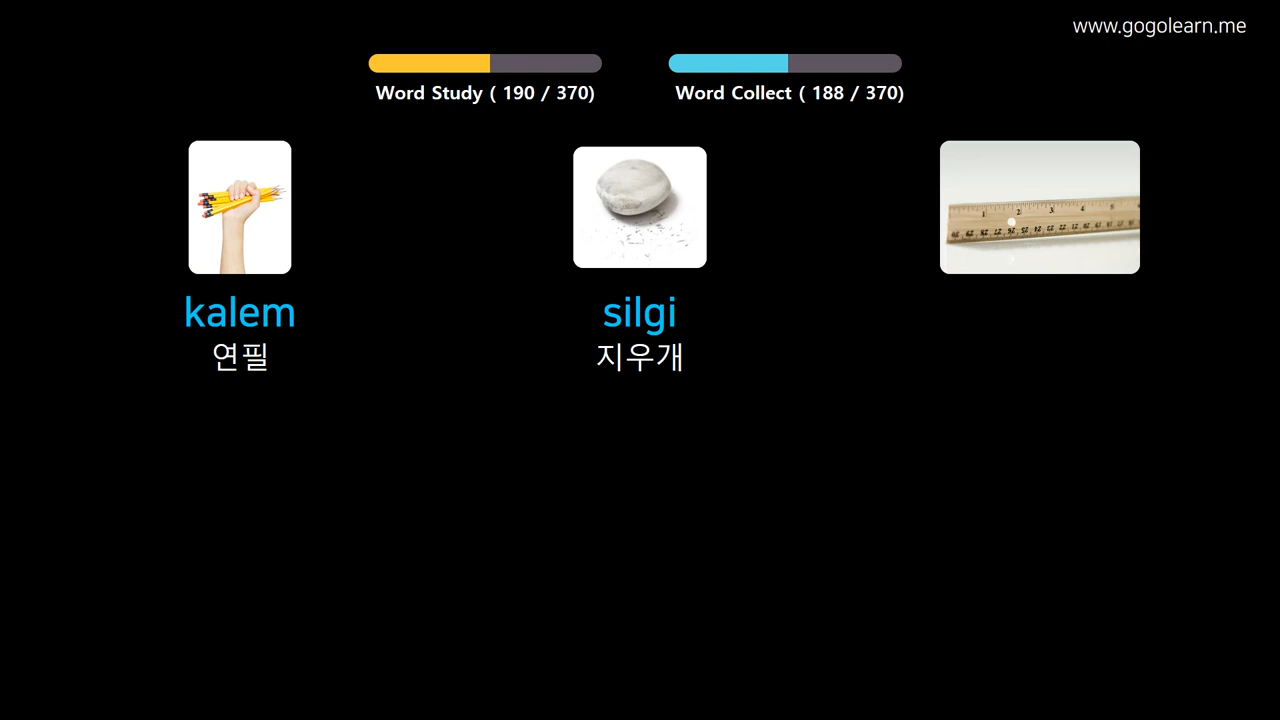 www.gogolearn.me
Word Study ( 190 / 370)
Word Collect ( 188 / 370)
kalem
silgi
연필
지우개